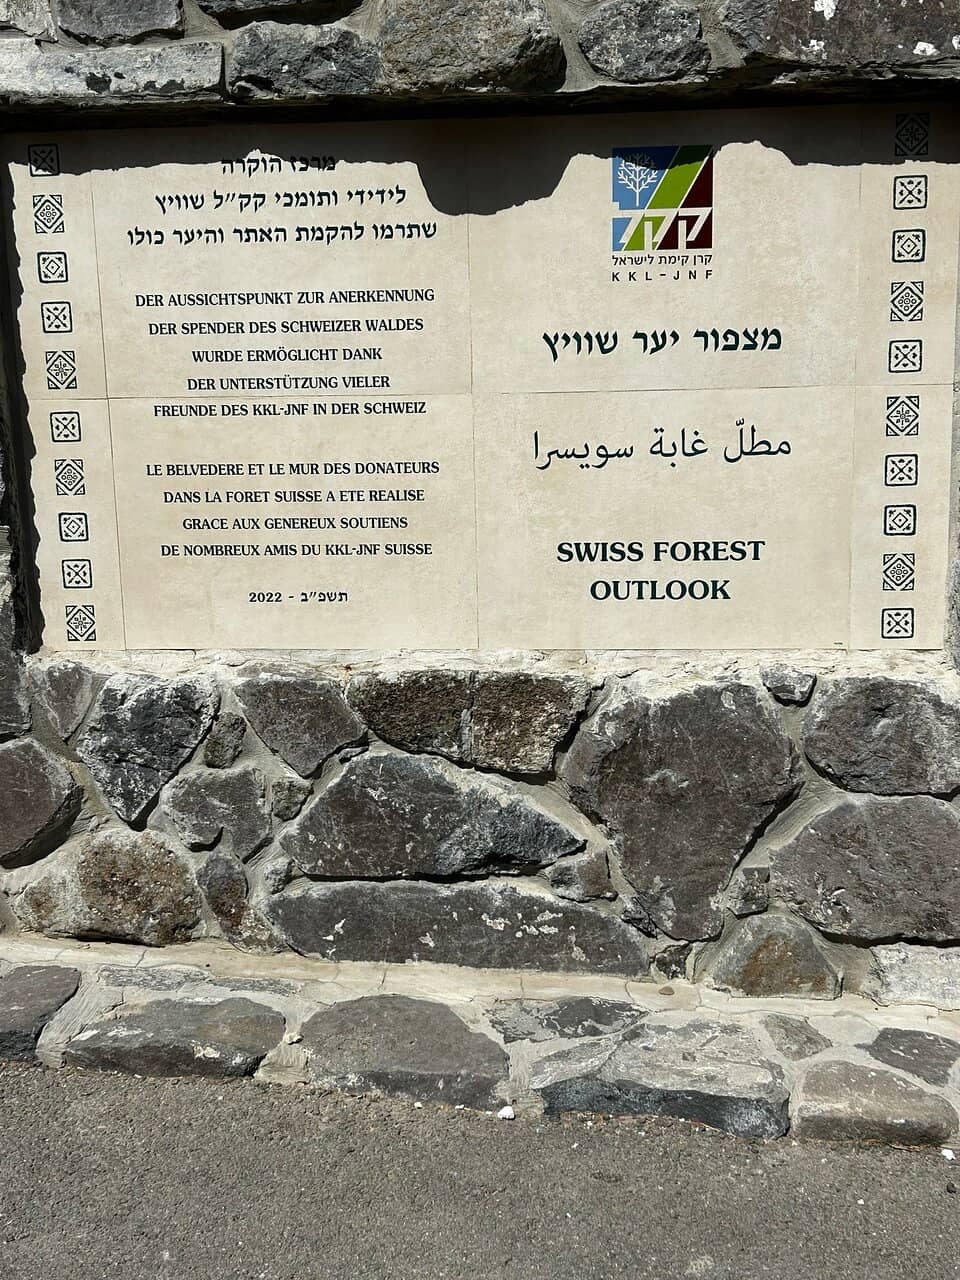 מרכז הוקרה
לידידי ותומכי קק״ל שוויץ
שתרמו להקמת האתר והיער כולו
DER AUSSICHTSPUNKT ZUR ANERKENNUNG
DER SPENDER DES SCHWEIZER WALDES
WURDE ERMÖGLICHT DANK
DER UNTERSTÜTZUNG VIELER
FREUNDE DES KKL-JNF IN DER SCHWEIZ
LE BELVEDERE ET LE MUR DES DONATEURS
DANS LA FORET SUISSE A ETE REALISE
GRACE AUX GENEREUX SOUTIENS
DE NOMBREUX AMIS DU KKL-JNF SUISSE
תשפ״ב - 2022
קקל
קרן קימת לישראל
KKL-JNF
מצפור יער שוויץ
مطلّ غابة سويسرا
SWISS FOREST
OUTLOOK